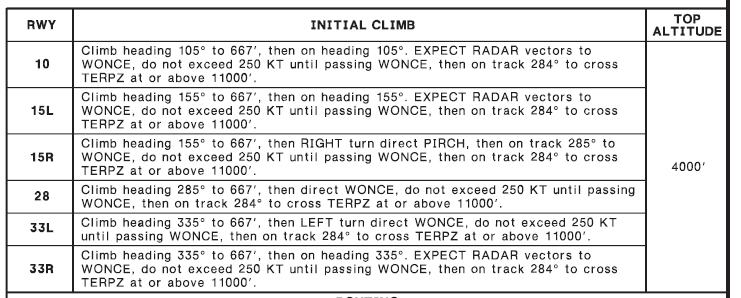 RWY INITIAL CLIMB TOP ALTITUDE
10 Climb heading 105° to 667', then on heading 105°. EXPECT RADAR vectors to
WONCE, do not exceed 250 KT until passing WONCE, then on track 284° to cross
TERPZ at or above 11000'.
15L Climb heading 155° to 667', then on heading 155°. EXPECT RADAR vectors to
WONCE, do not exceed 250 KT until passing WONCE, then on track 284° to cross
TERPZ at or above 11000'.
15R Climb heading 155° to 667', then RIGHT turn direct PIRCH, then on track 285° to
WONCE, do not exceed 250 KT until passing WONCE, then on track 284° to cross
TERPZ at or above 11000'.
4000'
28 Climb heading 285° to 667', then direct WONCE, do not exceed 250 KT until passing
WONCE, then on track 284° to cross TERPZ at or above 11000'.
33L Climb heading 335° to 667', then LEFT turn direct WONCE, do not exceed 250 KT
until passing WONCE, then on track 284° to cross TERPZ at or above 11000'.
33R Climb heading 335° to 667', then on heading 335°. EXPECT RADAR vectors to
WONCE, do not exceed 250 KT until passing WONCE, then on track 284° to cross
TERPZ at or above 11000'.